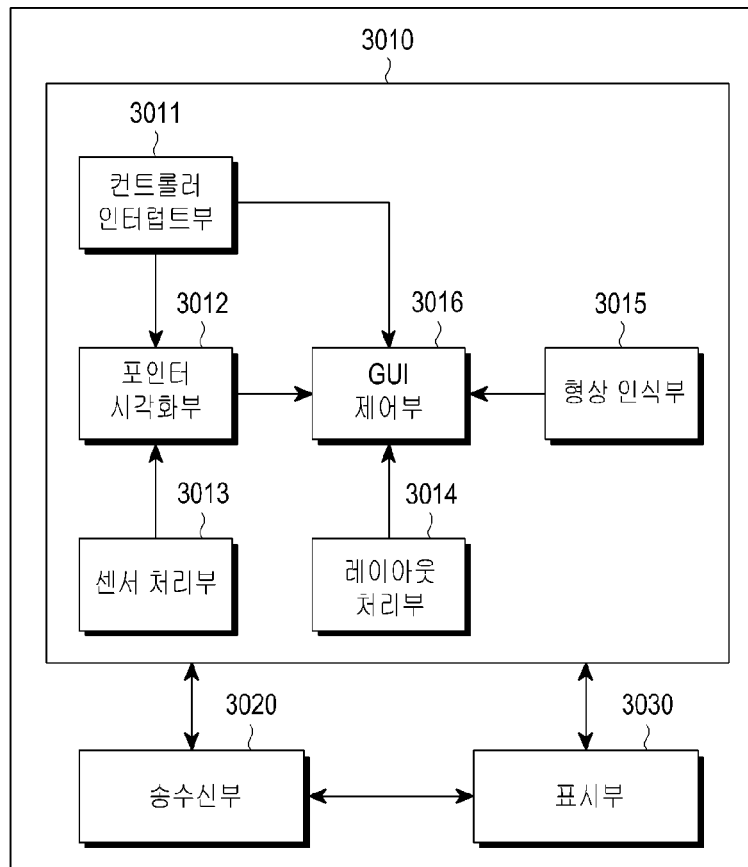 3010
3011
컨트롤러
인터럽트부
3012
포인터
시각화부
3016
GUI
제어부
3015
형상 인식부
3013
센서 처리부
3014
레이아웃
처리부
3020
송수신부
3030
표시부